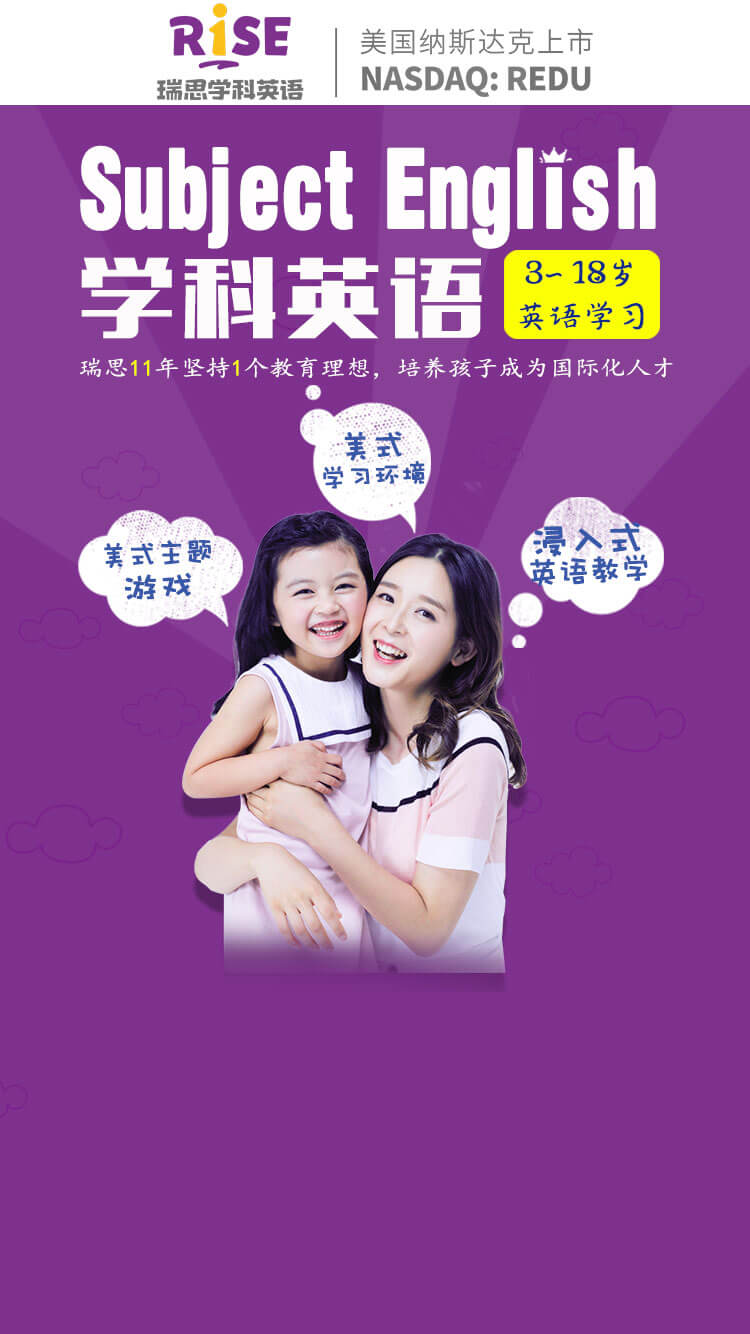 RiSE
瑞思学科英语
美国纳斯达克上市
NASDAQ: REDU
Subject English
学科英语
3-18岁
英语学习
瑞思11年坚持1个教育理想，培养孩子成为国际化人才
美式
学习环境
美式主题
游戏
浸入式
英语教学